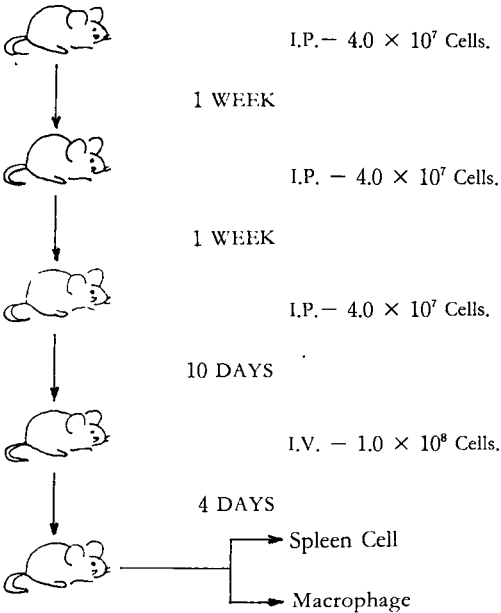 I.P.− 4.0 × 10⁷ Cells.
1 WEEK
I.P. − 4.0 × 10⁷ Cells.
1 WEEK
I.P.− 4.0 × 10⁷ Cells.
10 DAYS
I.V. − 1.0 × 10⁸ Cells.
4 DAYS
Spleen Cell
Macrophage